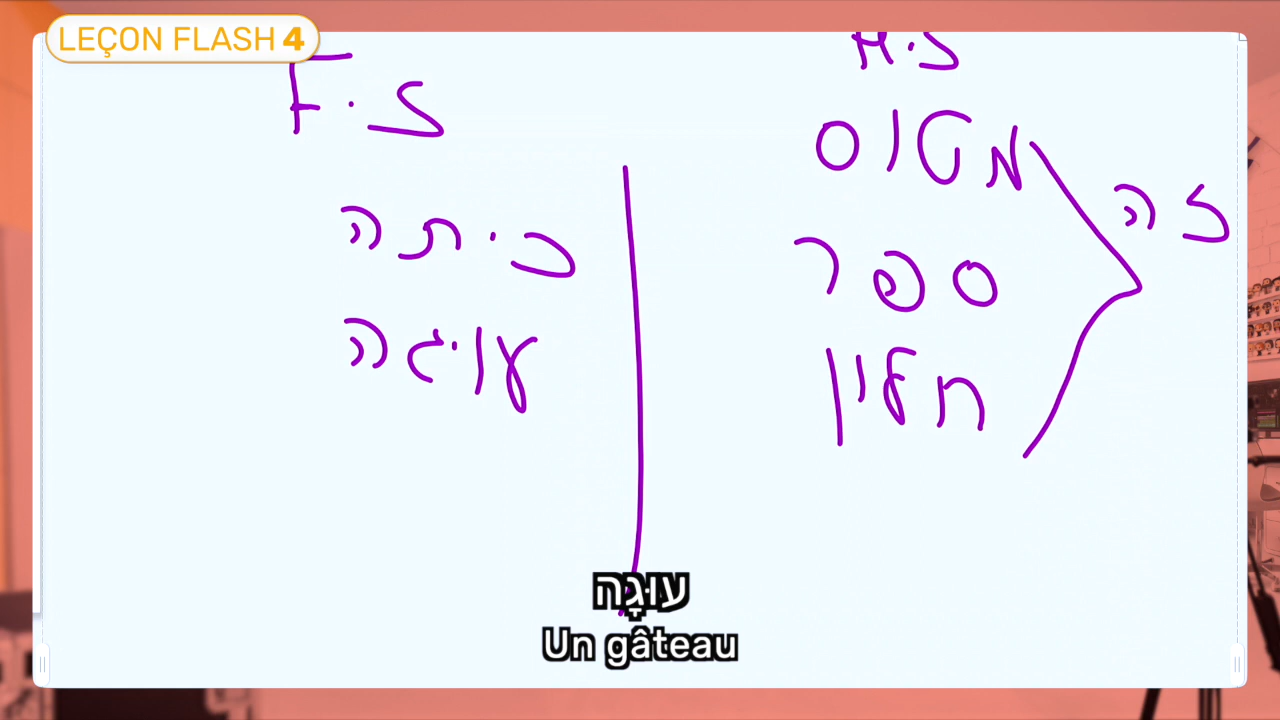 LEÇON FLASH 4
M.S
מטוס
ספר
חלון
זה
F.S
כיתה
עוגה
עוּגָה
Un gâteau